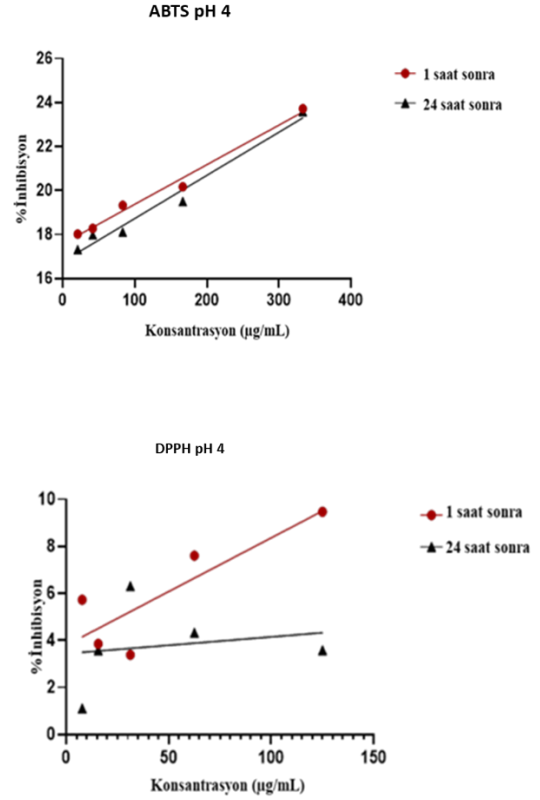 ABTS pH 4
26
24
22
20
18
16
%İnhibisyon
0 100 200 300 400
Konsantrasyon (µg/mL)
1 saat sonra
24 saat sonra
DPPH pH 4
10
8
6
4
2
0
%İnhibisyon
0 50 100 150
Konsantrasyon (µg/mL)
1 saat sonra
24 saat sonra